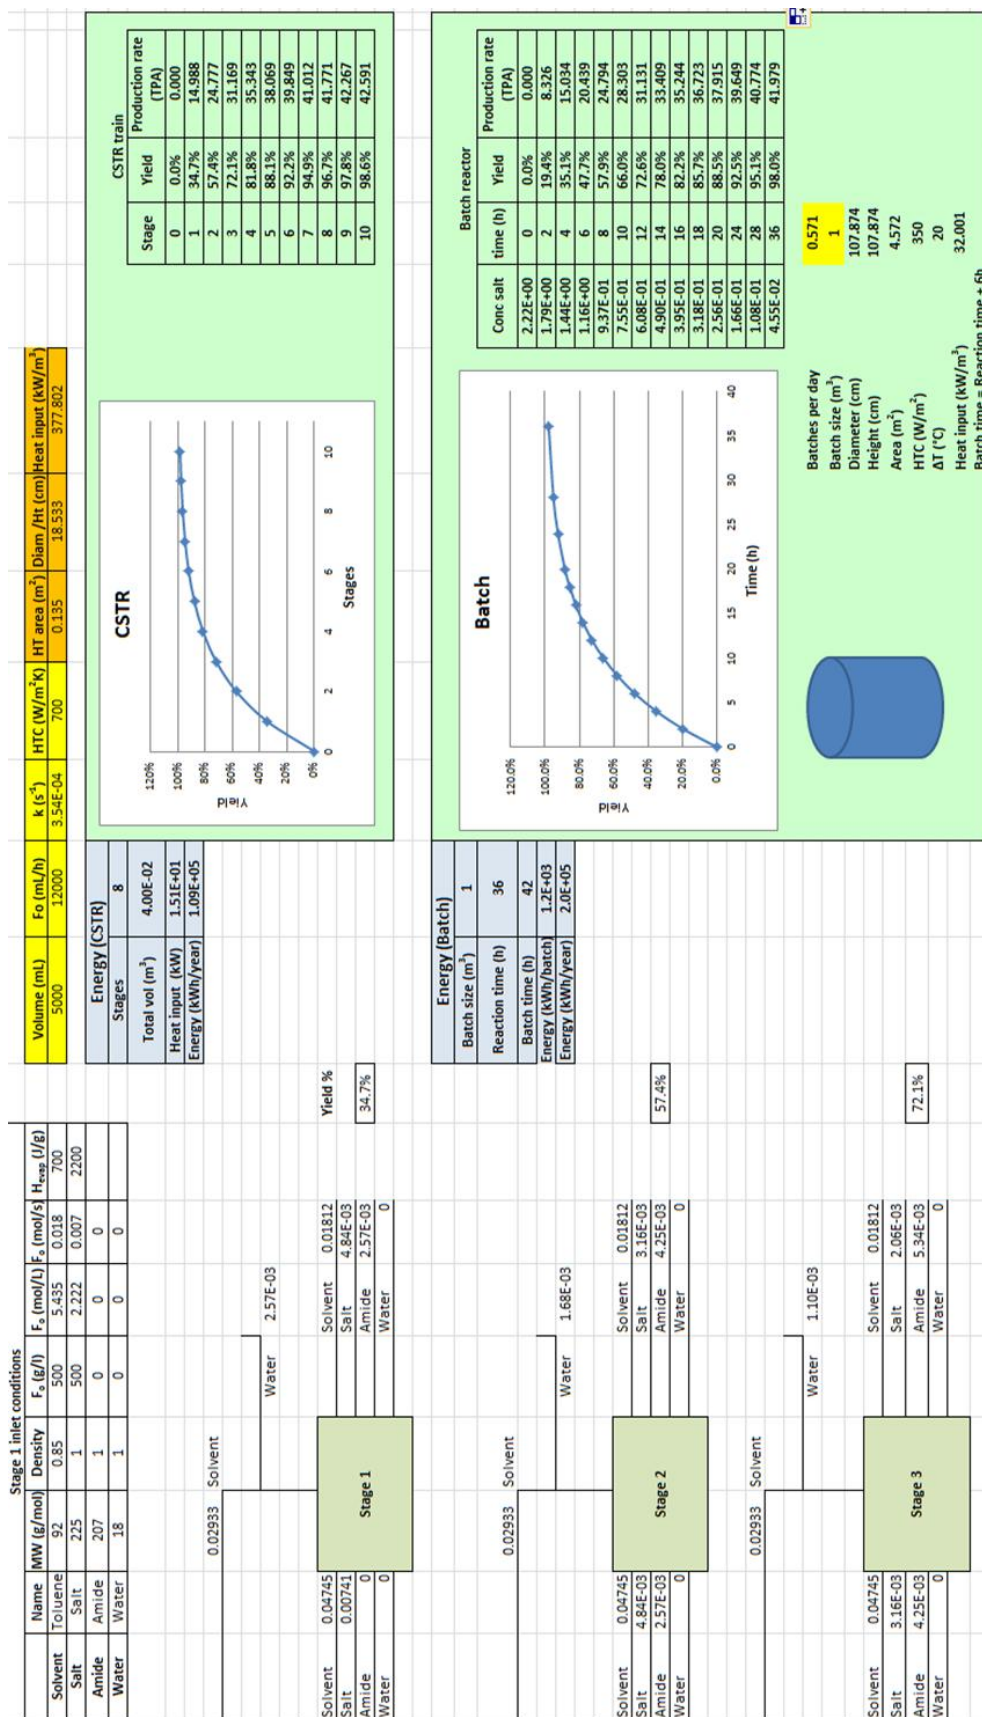 Stage 1 inlet conditions
Name MW (g/mol) Density F₀ (g/l) F₀ (mol/L) F₀ (mol/s) Hevap (J/g)
Solvent Toluene 92 0.85 500 5.435 0.018 700
Salt Salt 225 1 500 2.222 0.007 2200
Amide Amide 207 1 0 0 0
Water Water 18 1 0 0 0
Volume (mL) Fo (mL/h) k (s⁻¹) HTC (W/m²K) HT area (m²) Diam /Ht (cm) Heat input (kW/m³)
5000 12000 3.54E-04 700 0.135 18.533 377.802
Energy (CSTR)
Stages 8
Total vol (m³) 4.00E-02
Heat input (kW) 1.51E+01
Energy (kWh/year) 1.09E+05
CSTR
120%
100%
80%
60%
40%
20%
0%
Yield
0 2 4 6 8 10
Stages
CSTR train
Stage Yield Production rate (TPA)
0 0.0% 0.000
1 34.7% 14.988
2 57.4% 24.777
3 72.1% 31.169
4 81.8% 35.343
5 88.1% 38.069
6 92.2% 39.849
7 94.9% 41.012
8 96.7% 41.771
9 97.8% 42.267
10 98.6% 42.591
0.02933 Solvent
Water 2.57E-03
Yield %
Solvent 0.04745 Solvent 0.01812
Salt 0.00741 Salt 4.84E-03
Amide 0 Stage 1 Amide 2.57E-03 34.7%
Water 0 Water 0
Energy (Batch)
Batch size (m³) 1
Reaction time (h) 36
Batch time (h) 42
Energy (kWh/batch) 1.2E+03
Energy (kWh/year) 2.0E+05
Batch
120.0%
100.0%
80.0%
60.0%
40.0%
20.0%
0.0%
Yield
0 5 10 15 20 25 30 35 40
Time (h)
Batch reactor
Conc salt time (h) Yield Production rate (TPA)
2.22E+00 0 0.0% 0.000
1.79E+00 2 19.4% 8.326
1.44E+00 4 35.1% 15.034
1.16E+00 6 47.7% 20.439
9.37E-01 8 57.9% 24.794
7.55E-01 10 66.0% 28.303
6.08E-01 12 72.6% 31.131
4.90E-01 14 78.0% 33.409
3.95E-01 16 82.2% 35.244
3.18E-01 18 85.7% 36.723
2.56E-01 20 88.5% 37.915
1.66E-01 24 92.5% 39.649
1.08E-01 28 95.1% 40.774
4.55E-02 36 98.0% 41.979
0.02933 Solvent
Water 1.68E-03
Solvent 0.04745 Solvent 0.01812
Salt 4.84E-03 Salt 3.16E-03
Amide 2.57E-03 Stage 2 Amide 4.25E-03 57.4%
Water 0 Water 0
0.02933 Solvent
Water 1.10E-03
Solvent 0.04745 Solvent 0.01812
Salt 3.16E-03 Salt 2.06E-03
Amide 4.25E-03 Stage 3 Amide 5.34E-03 72.1%
Water 0 Water 0
Batches per day 0.571
Batch size (m³) 1
Diameter (cm) 107.874
Height (cm) 107.874
Area (m²) 4.572
HTC (W/m²) 350
ΔT (°C) 20
Heat input (kW/m³) 32.001
Batch time = Reaction time + 6h